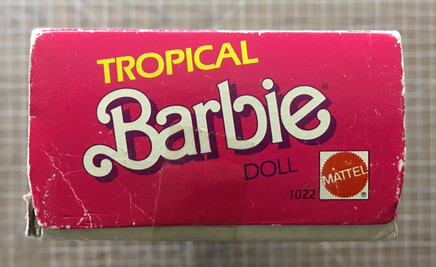 TROPICAL
Barbie®
DOLL
MATTEL
1022 ®